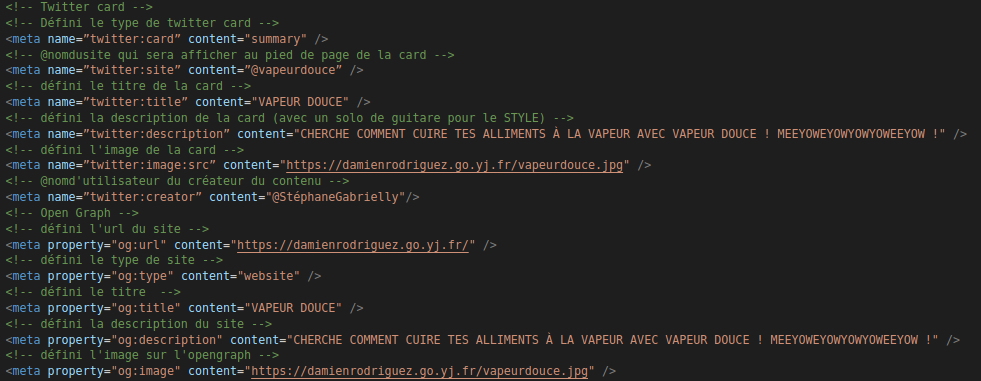 <!-- Twitter card -->
<!-- Défini le type de twitter card -->
<meta name=”twitter:card” content="summary" />
<!-- @nomdusite qui sera afficher au pied de page de la card -->
<meta name=”twitter:site” content=”@vapeurdouce” />
<!-- défini le titre de la card -->
<meta name=”twitter:title” content="VAPEUR DOUCE" />
<!-- défini la description de la card (avec un solo de guitare pour le STYLE) -->
<meta name=”twitter:description” content="CHERCHE COMMENT CUIRE TES ALLIMENTS À LA VAPEUR AVEC VAPEUR DOUCE ! MEEYOWEYOWYOWYOWEEYOW !" />
<!-- défini l'image de la card -->
<meta name=”twitter:image:src” content="https://damienrodriguez.go.yj.fr/vapeurdouce.jpg" />
<!-- @nomd'utilisateur du créateur du contenu -->
<meta name=”twitter:creator” content="@StéphaneGabrielly"/>
<!-- Open Graph -->
<!-- défini l'url du site -->
<meta property="og:url" content="https://damienrodriguez.go.yj.fr/" />
<!-- défini le type de site -->
<meta property="og:type" content="website" />
<!-- défini le titre  -->
<meta property="og:title" content="VAPEUR DOUCE" />
<!-- défini la description du site -->
<meta property="og:description" content="CHERCHE COMMENT CUIRE TES ALLIMENTS À LA VAPEUR AVEC VAPEUR DOUCE ! MEEYOWEYOWYOWYOWEEYOW !" />
<!-- défini l'image sur l'opengraph -->
<meta property="og:image" content="https://damienrodriguez.go.yj.fr/vapeurdouce.jpg" />